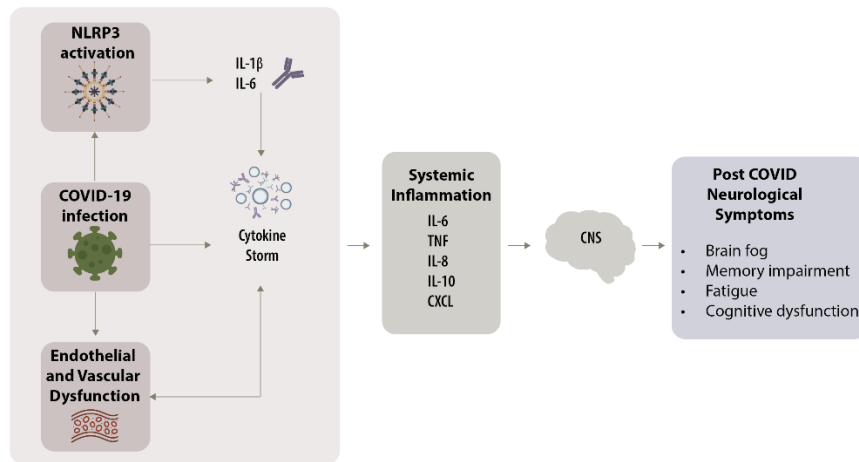 NLRP3
activation
IL-1β
IL-6
COVID-19
infection
Cytokine
Storm
Endothelial
and Vascular
Dysfunction
Systemic
Inflammation
IL-6
TNF
IL-8
IL-10
CXCL
CNS
Post COVID
Neurological
Symptoms
• Brain fog
• Memory impairment
• Fatigue
• Cognitive dysfunction